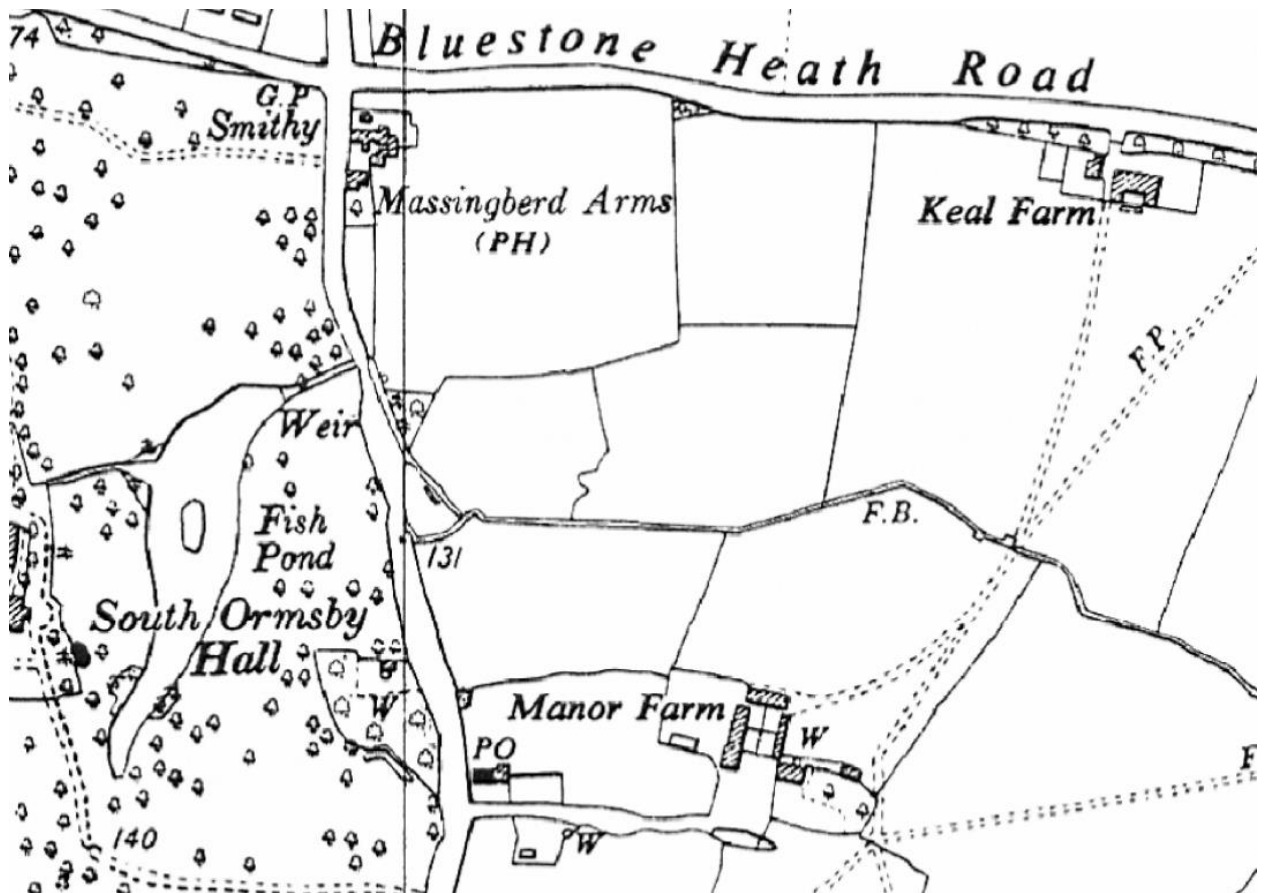 74
Bluestone Heath Road
G.P
Smithy
Massingberd Arms
(PH)
Keal Farm
F.P.
Weir
Fish
Pond
F.B.
131
South Ormsby
Hall
W
Manor Farm
W
PO
F
140
W